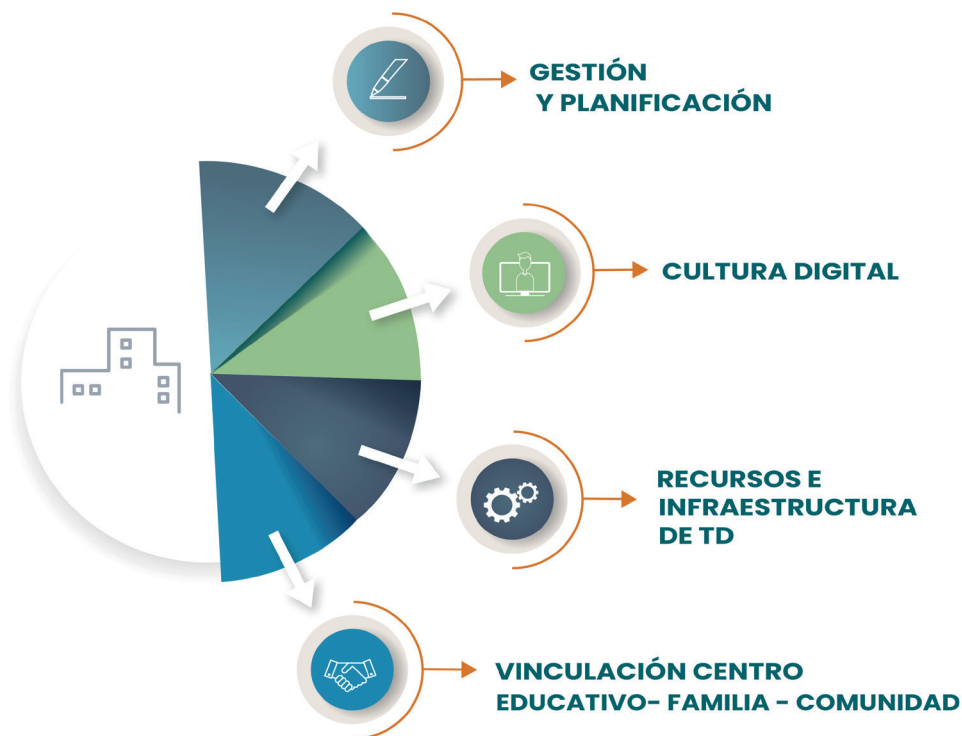 GESTIÓN
Y PLANIFICACIÓN
CULTURA DIGITAL
RECURSOS E
INFRAESTRUCTURA
DE TD
VINCULACIÓN CENTRO
EDUCATIVO- FAMILIA - COMUNIDAD